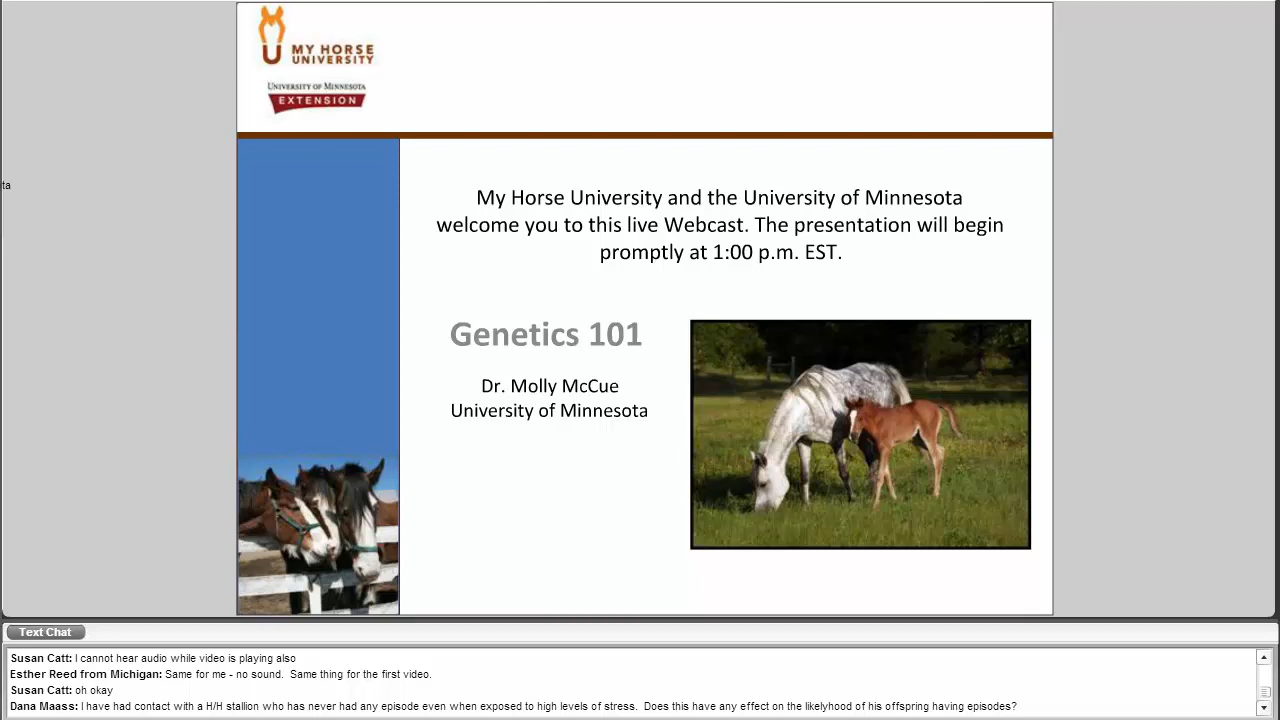 MY HORSE
UNIVERSITY
UNIVERSITY OF MINNESOTA
EXTENSION
ta
My Horse University and the University of Minnesota
welcome you to this live Webcast. The presentation will begin
promptly at 1:00 p.m. EST.
Genetics 101
Dr. Molly McCue
University of Minnesota
Text Chat
Susan Catt: I cannot hear audio while video is playing also
Esther Reed from Michigan: Same for me - no sound. Same thing for the first video.
Susan Catt: oh okay
Dana Maass: I have had contact with a H/H stallion who has never had any episode even when exposed to high levels of stress. Does this have any effect on the likelyhood of his offspring having episodes?